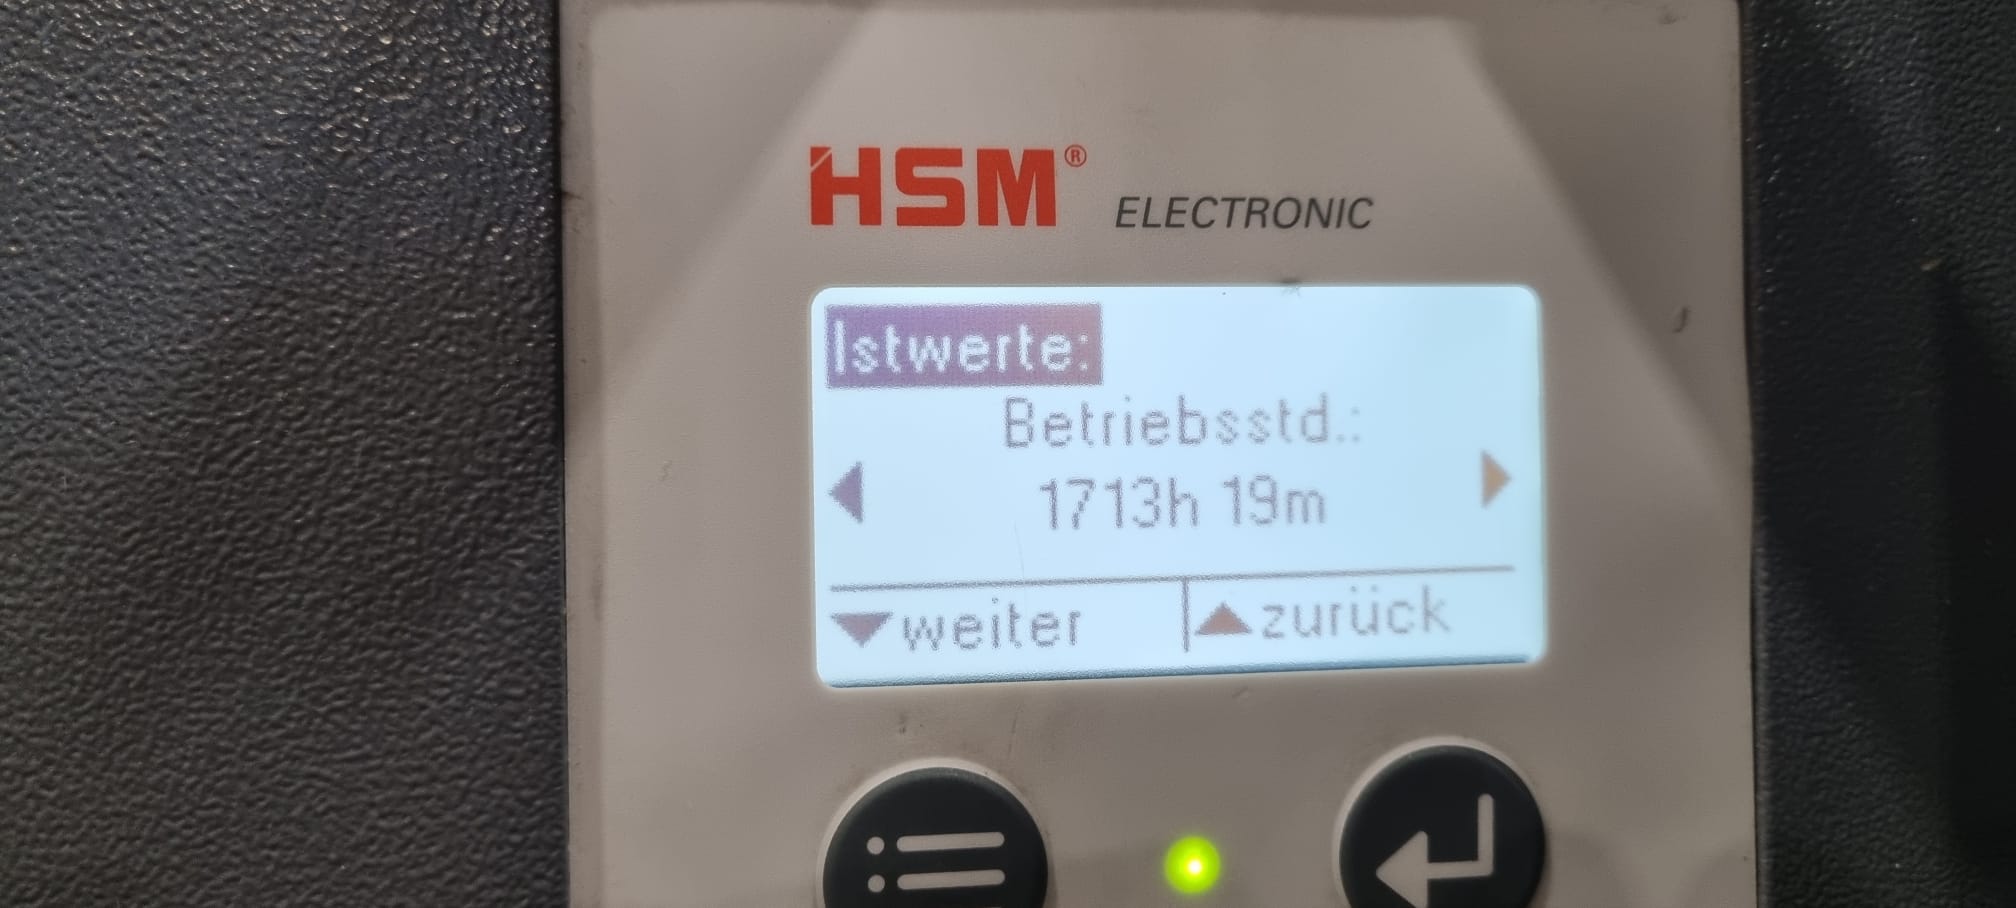 HSM® ELECTRONIC
Istwerte:
Betriebsstd.:
1713h 19m
weiter zurück